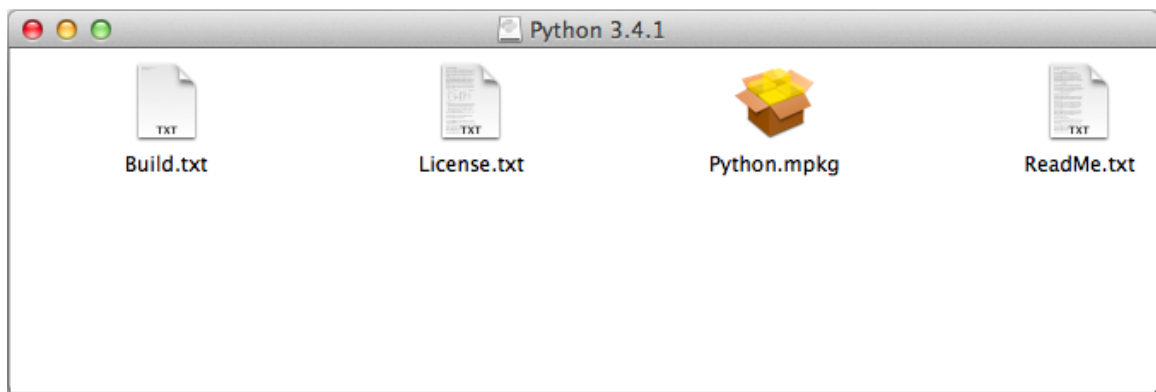 Python 3.4.1
TXT
TXT
TXT
Build.txt
License.txt
Python.mpkg
ReadMe.txt